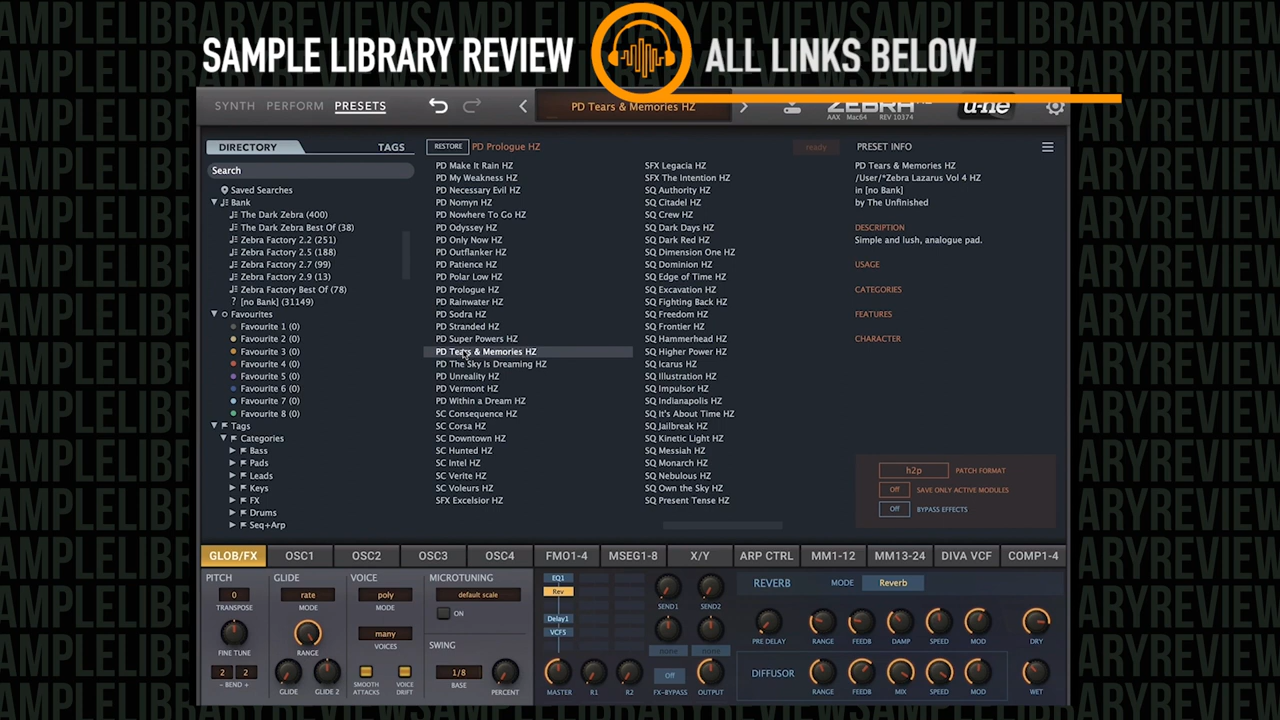 SAMPLE LIBRARY REVIEW
ALL LINKS BELOW
SYNTH PERFORM PRESETS
PD Tears & Memories HZ
AAX Mac64 REV 10374
u-he
DIRECTORY TAGS
Search
Saved Searches
Bank
The Dark Zebra (400)
The Dark Zebra Best Of (38)
Zebra Factory 2.2 (251)
Zebra Factory 2.5 (188)
Zebra Factory 2.7 (99)
Zebra Factory 2.9 (13)
Zebra Factory Best Of (78)
? [no Bank] (31149)
Favourites
Favourite 1 (0)
Favourite 2 (0)
Favourite 3 (0)
Favourite 4 (0)
Favourite 5 (0)
Favourite 6 (0)
Favourite 7 (0)
Favourite 8 (0)
Tags
Categories
Bass
Pads
Leads
Keys
FX
Drums
Seq+Arp
RESTORE PD Prologue HZ
ready
PD Make It Rain HZ
PD My Weakness HZ
PD Necessary Evil HZ
PD Nomyn HZ
PD Nowhere To Go HZ
PD Odyssey HZ
PD Only Now HZ
PD Outflanker HZ
PD Patience HZ
PD Polar Low HZ
PD Prologue HZ
PD Rainwater HZ
PD Sodra HZ
PD Stranded HZ
PD Super Powers HZ
PD Tears & Memories HZ
PD The Sky Is Dreaming HZ
PD Unreality HZ
PD Vermont HZ
PD Within a Dream HZ
SC Consequence HZ
SC Corsa HZ
SC Downtown HZ
SC Hunted HZ
SC Intel HZ
SC Verite HZ
SC Voleurs HZ
SFX Excelsior HZ
SFX Legacia HZ
SFX The Intention HZ
SQ Authority HZ
SQ Citadel HZ
SQ Crew HZ
SQ Dark Days HZ
SQ Dark Red HZ
SQ Dimension One HZ
SQ Dominion HZ
SQ Edge of Time HZ
SQ Excavation HZ
SQ Fighting Back HZ
SQ Freedom HZ
SQ Frontier HZ
SQ Hammerhead HZ
SQ Higher Power HZ
SQ Icarus HZ
SQ Illustration HZ
SQ Impulsor HZ
SQ Indianapolis HZ
SQ It's About Time HZ
SQ Jailbreak HZ
SQ Kinetic Light HZ
SQ Messiah HZ
SQ Monarch HZ
SQ Nebulous HZ
SQ Own the Sky HZ
SQ Present Tense HZ
PRESET INFO
PD Tears & Memories HZ
/User/*Zebra Lazarus Vol 4 HZ
in [no Bank]
by The Unfinished
DESCRIPTION
Simple and lush, analogue pad.
USAGE
CATEGORIES
FEATURES
CHARACTER
h2p PATCH FORMAT
Off SAVE ONLY ACTIVE MODULES
Off BYPASS EFFECTS
GLOB/FX OSC1 OSC2 OSC3 OSC4 FMO1-4 MSEG1-8 X/Y ARP CTRL MM1-12 MM13-24 DIVA VCF COMP1-4
PITCH
0
TRANSPOSE
FINE TUNE
2 2
- BEND +
GLIDE
rate
MODE
RANGE
GLIDE GLIDE 2
VOICE
poly
MODE
many
VOICES
SMOOTH ATTACKS
VOICE DRIFT
MICROTUNING
default scale
ON
SWING
1/8
BASE PERCENT
EQ1
Rev
Delay1
VCF5
SEND1 SEND2
none none
MASTER R1 R2
Off
FX-BYPASS
OUTPUT
REVERB MODE Reverb
PRE DELAY RANGE FEEDB DAMP SPEED MOD DRY
DIFFUSOR
RANGE FEEDB MIX SPEED MOD WET